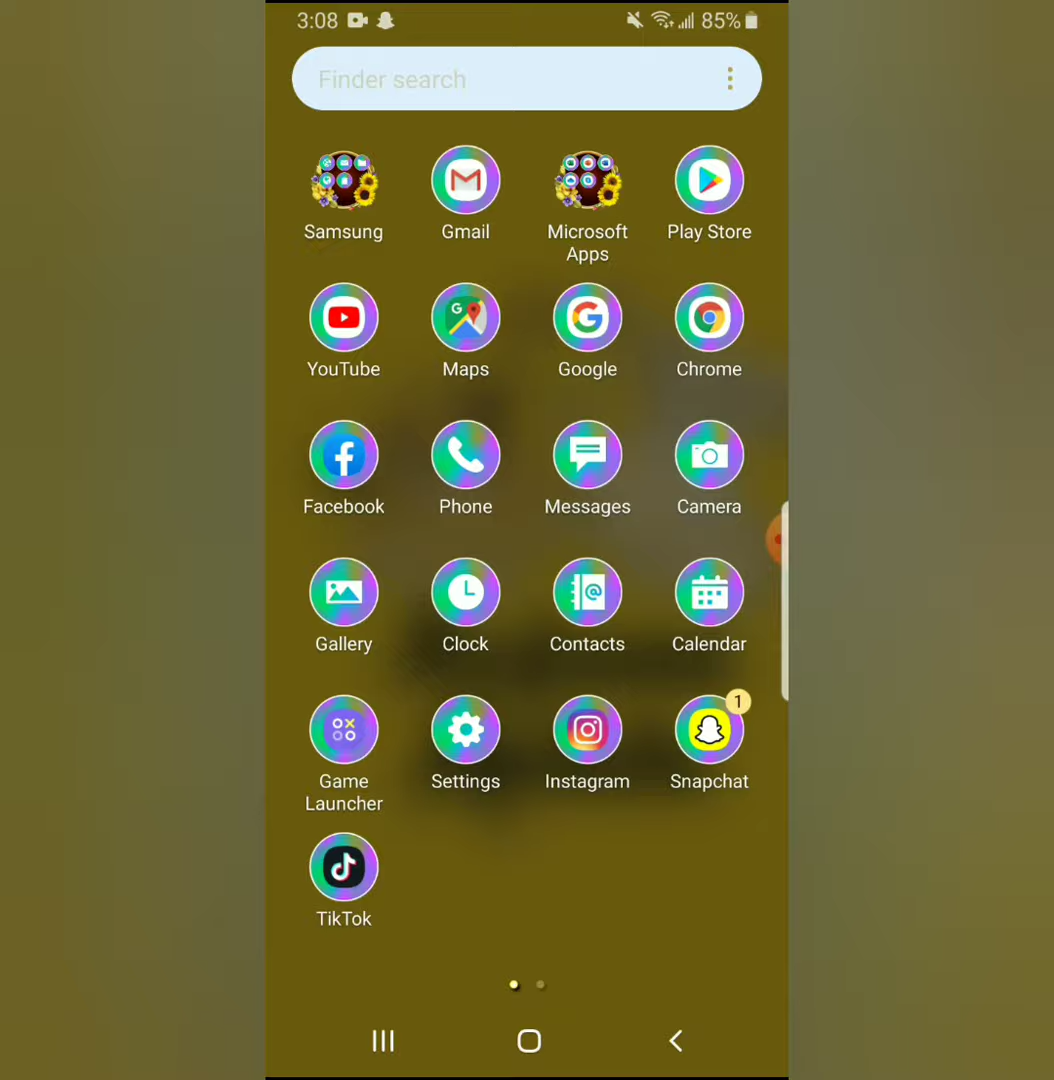 3:08 85%
Finder search
Samsung Gmail Microsoft Apps Play Store
YouTube Maps Google Chrome
Facebook Phone Messages Camera
Gallery Clock Contacts Calendar
1
Game Launcher Settings Instagram Snapchat
TikTok